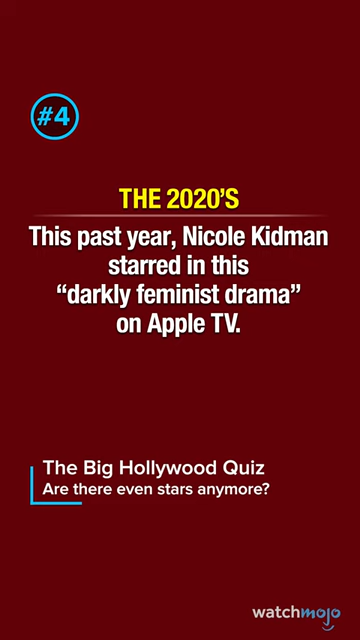 #4
THE 2020'S
This past year, Nicole Kidman
starred in this
“darkly feminist drama”
on Apple TV.
The Big Hollywood Quiz
Are there even stars anymore?
watchmojo